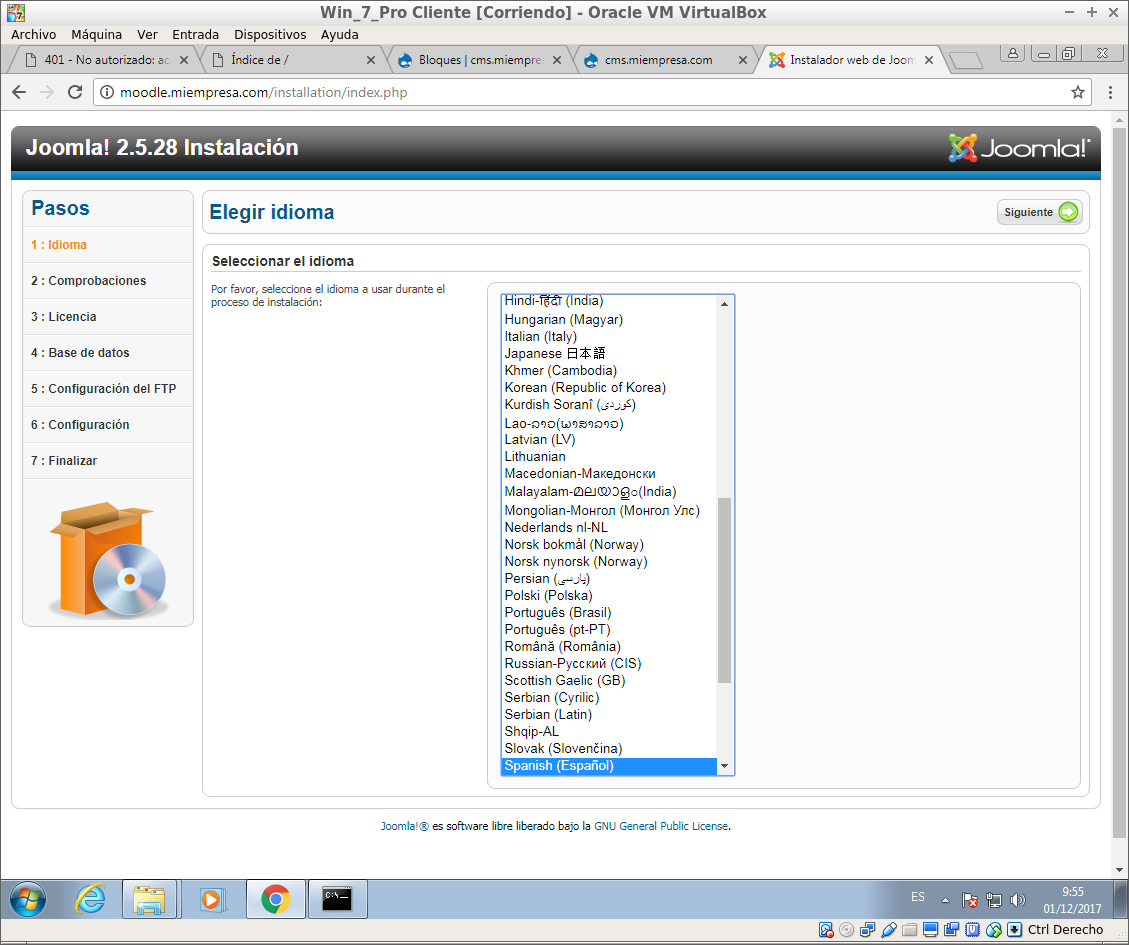 Win_7_Pro Cliente [Corriendo] - Oracle VM VirtualBox
Archivo Máquina Ver Entrada Dispositivos Ayuda
401 - No autorizado: ac
Índice de /
Bloques | cms.miempres
cms.miempresa.com
Instalador web de Joom
moodle.miempresa.com/installation/index.php
Joomla! 2.5.28 Instalación
Joomla!®
Pasos
1 : Idioma
2 : Comprobaciones
3 : Licencia
4 : Base de datos
5 : Configuración del FTP
6 : Configuración
7 : Finalizar
Elegir idioma
Siguiente
Seleccionar el idioma
Por favor, seleccione el idioma a usar durante el
proceso de instalación:
Hindi-हिंदी (India)
Hungarian (Magyar)
Italian (Italy)
Japanese 日本語
Khmer (Cambodia)
Korean (Republic of Korea)
Kurdish Soranî (كوردى)
Lao-ລາວ(ພາສາລາວ)
Latvian (LV)
Lithuanian
Macedonian-Македонски
Malayalam-മലയാളം(India)
Mongolian-Монгол (Монгол Улс)
Nederlands nl-NL
Norsk bokmål (Norway)
Norsk nynorsk (Norway)
Persian (پارسی)
Polski (Polska)
Português (Brasil)
Português (pt-PT)
Română (România)
Russian-Русский (CIS)
Scottish Gaelic (GB)
Serbian (Cyrilic)
Serbian (Latin)
Shqip-AL
Slovak (Slovenčina)
Spanish (Español)
Joomla!® es software libre liberado bajo la GNU General Public License.
C:\_
ES
9:55
01/12/2017
Ctrl Derecho